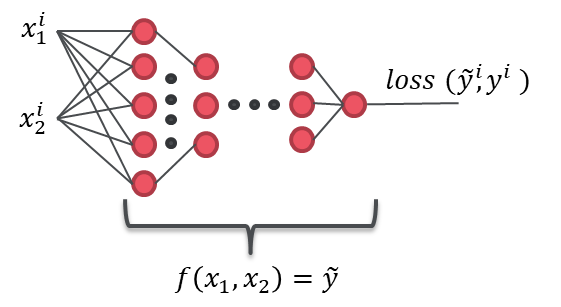 x₁ⁱ
loss (ỹⁱ,yⁱ )
x₂ⁱ
f(x₁,x₂) = ỹ